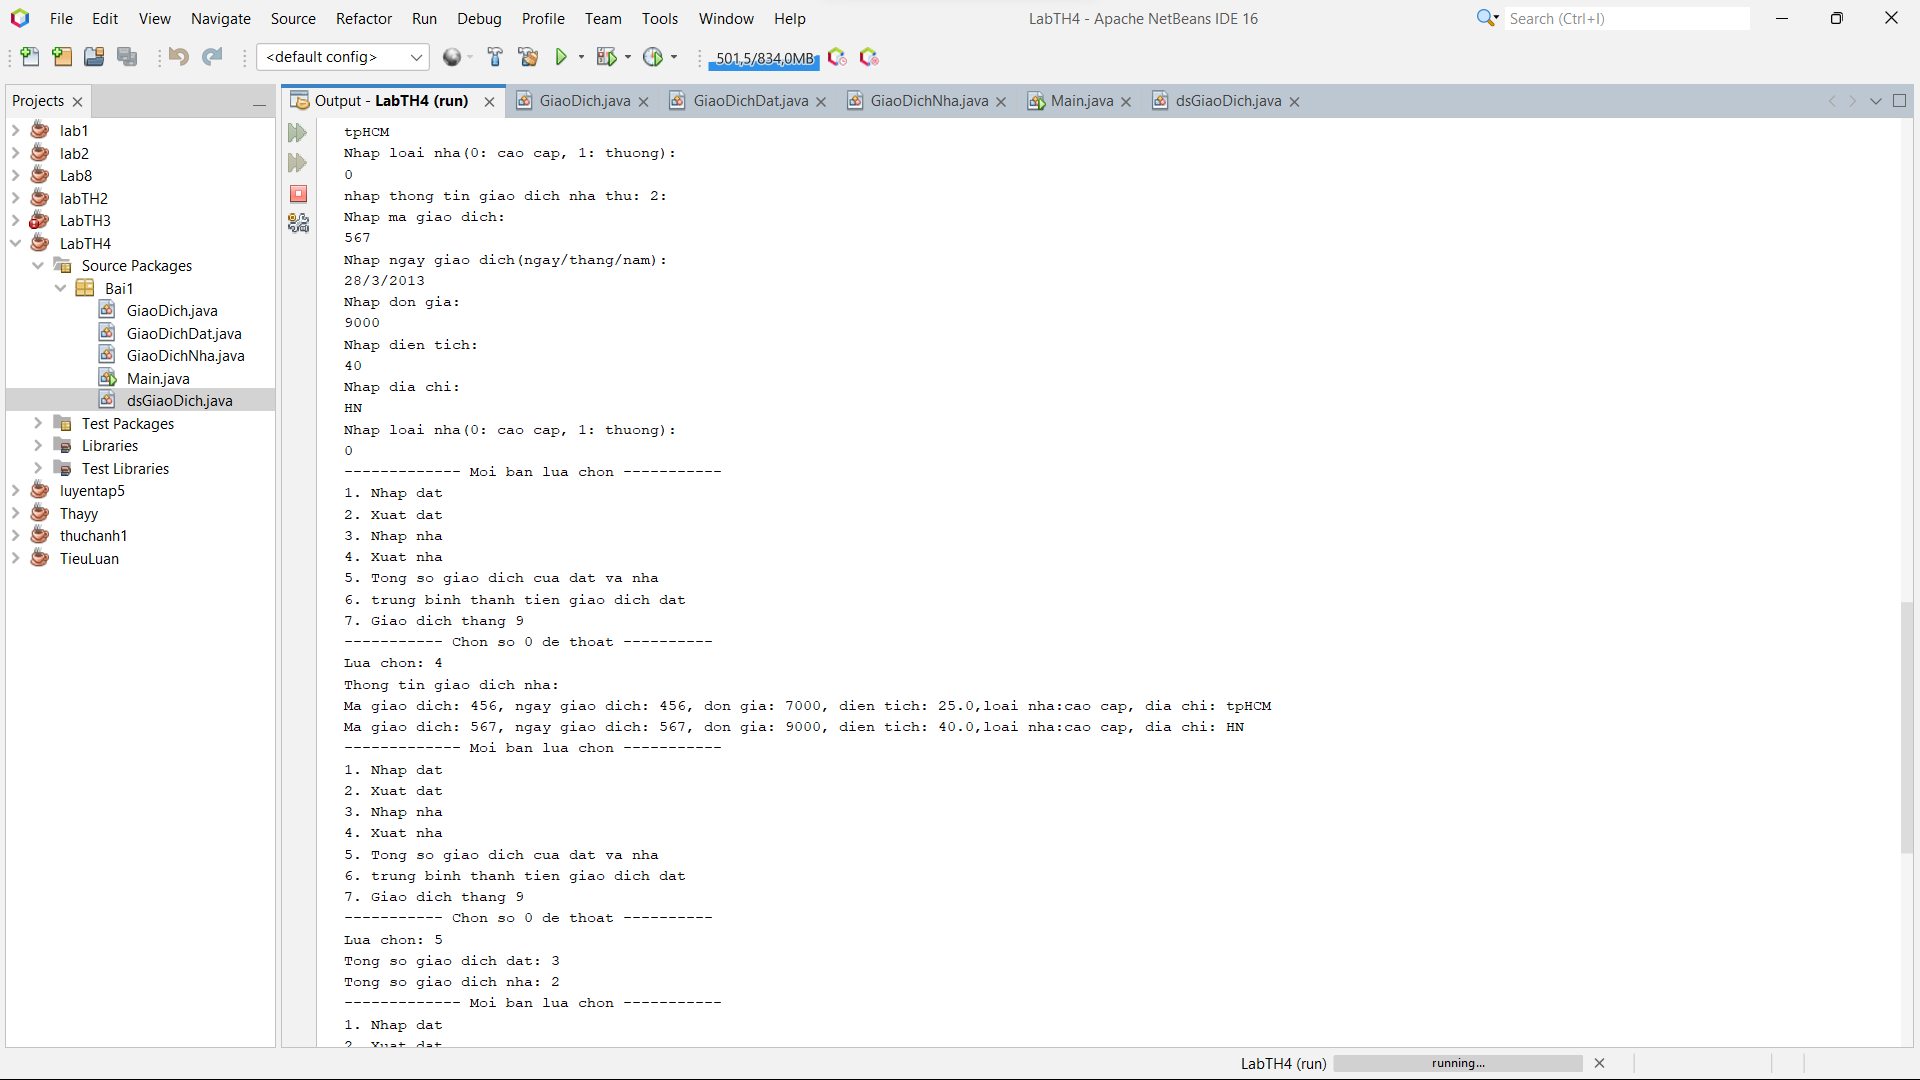 File Edit View Navigate Source Refactor Run Debug Profile Team Tools Window Help
LabTH4 - Apache NetBeans IDE 16
Search (Ctrl+I)
<default config>
501,5/834,0MB
Projects
Output - LabTH4 (run)
GiaoDich.java
GiaoDichDat.java
GiaoDichNha.java
Main.java
dsGiaoDich.java
lab1
lab2
Lab8
labTH2
LabTH3
LabTH4
Source Packages
Bai1
GiaoDich.java
GiaoDichDat.java
GiaoDichNha.java
Main.java
dsGiaoDich.java
Test Packages
Libraries
Test Libraries
luyentap5
Thayy
thuchanh1
TieuLuan
tpHCM
Nhap loai nha(0: cao cap, 1: thuong):
0
nhap thong tin giao dich nha thu: 2:
Nhap ma giao dich:
567
Nhap ngay giao dich(ngay/thang/nam):
28/3/2013
Nhap don gia:
9000
Nhap dien tich:
40
Nhap dia chi:
HN
Nhap loai nha(0: cao cap, 1: thuong):
0
------------- Moi ban lua chon -----------
1. Nhap dat
2. Xuat dat
3. Nhap nha
4. Xuat nha
5. Tong so giao dich cua dat va nha
6. trung binh thanh tien giao dich dat
7. Giao dich thang 9
----------- Chon so 0 de thoat ----------
Lua chon: 4
Thong tin giao dich nha:
Ma giao dich: 456, ngay giao dich: 456, don gia: 7000, dien tich: 25.0,loai nha:cao cap, dia chi: tpHCM
Ma giao dich: 567, ngay giao dich: 567, don gia: 9000, dien tich: 40.0,loai nha:cao cap, dia chi: HN
------------- Moi ban lua chon -----------
1. Nhap dat
2. Xuat dat
3. Nhap nha
4. Xuat nha
5. Tong so giao dich cua dat va nha
6. trung binh thanh tien giao dich dat
7. Giao dich thang 9
----------- Chon so 0 de thoat ----------
Lua chon: 5
Tong so giao dich dat: 3
Tong so giao dich nha: 2
------------- Moi ban lua chon -----------
1. Nhap dat
2. Xuat dat
LabTH4 (run)
running...